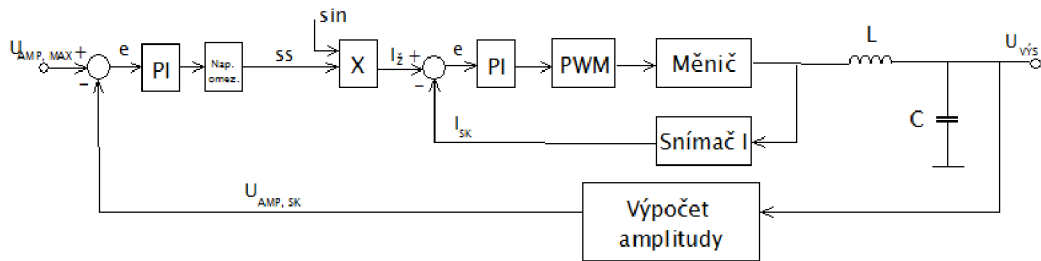 sin
U_AMP, MAX
+
-
e
PI
Nap.
omez.
ss
X
I_ž
+
-
e
PI
PWM
Měnič
L
U_VÝS
C
I_SK
Snímač I
U_AMP, SK
Výpočet
amplitudy